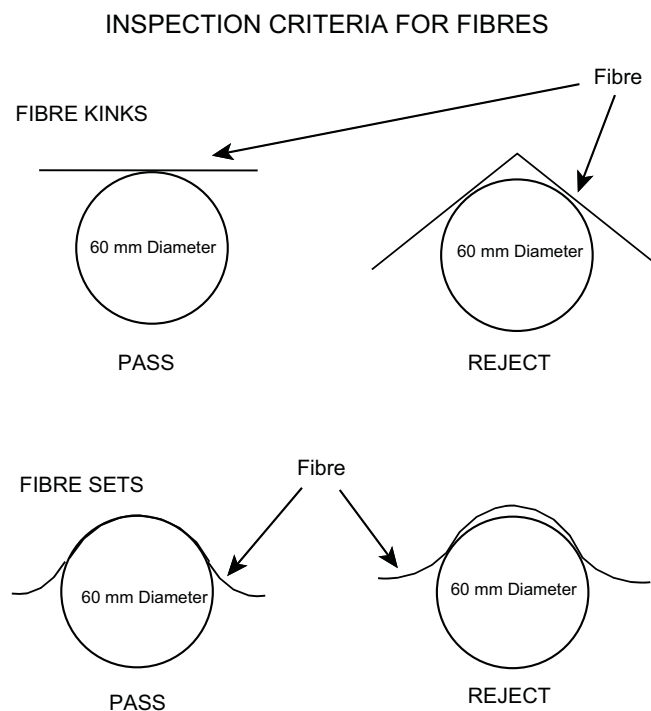 INSPECTION CRITERIA FOR FIBRES
Fibre
FIBRE KINKS
60 mm Diameter
60 mm Diameter
PASS
REJECT
Fibre
FIBRE SETS
60 mm Diameter
60 mm Diameter
PASS
REJECT